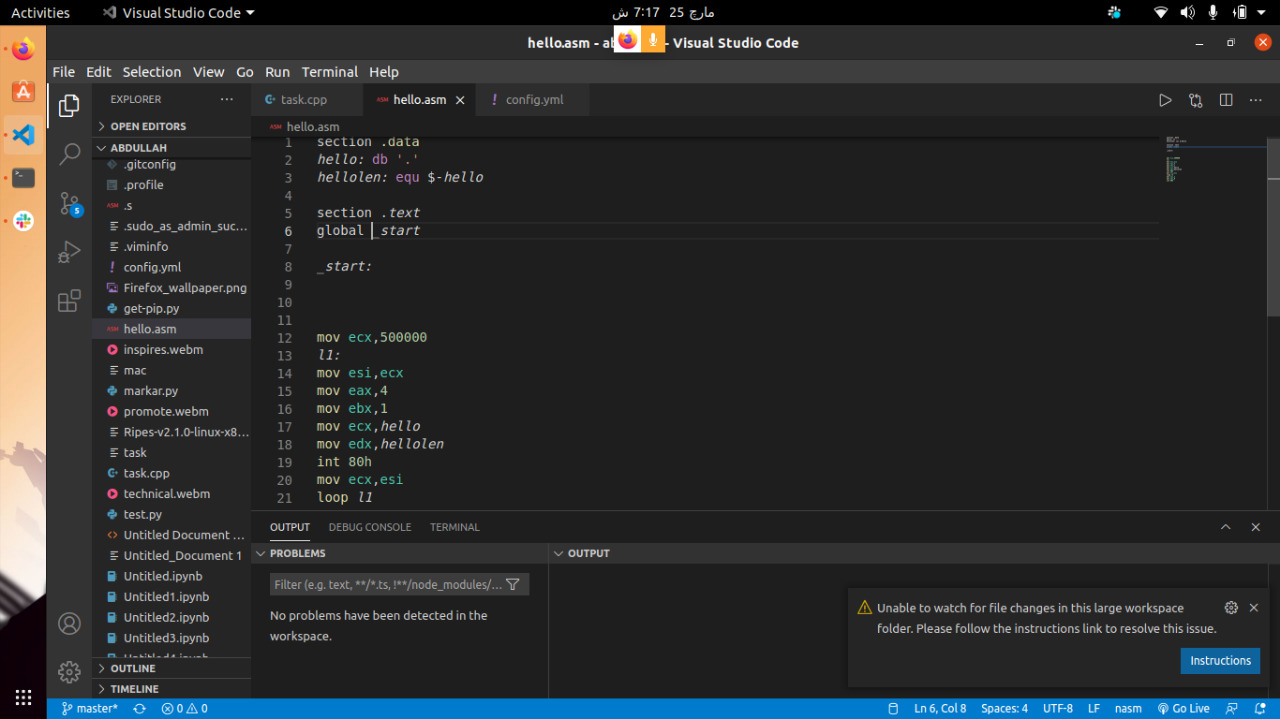 Activities
Visual Studio Code
مارچ 25 7:17 ش
hello.asm - ab
- Visual Studio Code
File Edit Selection View Go Run Terminal Help
EXPLORER
task.cpp
hello.asm
config.yml
OPEN EDITORS
hello.asm
ABDULLAH
.gitconfig
.profile
.s
.sudo_as_admin_suc...
.viminfo
config.yml
Firefox_wallpaper.png
get-pip.py
hello.asm
inspires.webm
mac
markar.py
promote.webm
Ripes-v2.1.0-linux-x8...
task
task.cpp
technical.webm
test.py
Untitled Document ...
Untitled_Document 1
Untitled.ipynb
Untitled1.ipynb
Untitled2.ipynb
Untitled3.ipynb
Untitled4.ipynb
OUTLINE
TIMELINE
5
1 section .data
2 hello: db '.'
3 hellolen: equ $-hello
4
5 section .text
6 global _start
7
8 _start:
9
10
11
12 mov ecx,500000
13 l1:
14 mov esi,ecx
15 mov eax,4
16 mov ebx,1
17 mov ecx,hello
18 mov edx,hellolen
19 int 80h
20 mov ecx,esi
21 loop l1
OUTPUT DEBUG CONSOLE TERMINAL
PROBLEMS
OUTPUT
Filter (e.g. text, **/*.ts, !**/node_modules/...
No problems have been detected in the
workspace.
Unable to watch for file changes in this large workspace
folder. Please follow the instructions link to resolve this issue.
Instructions
master* 0 0 Ln 6, Col 8 Spaces: 4 UTF-8 LF nasm Go Live